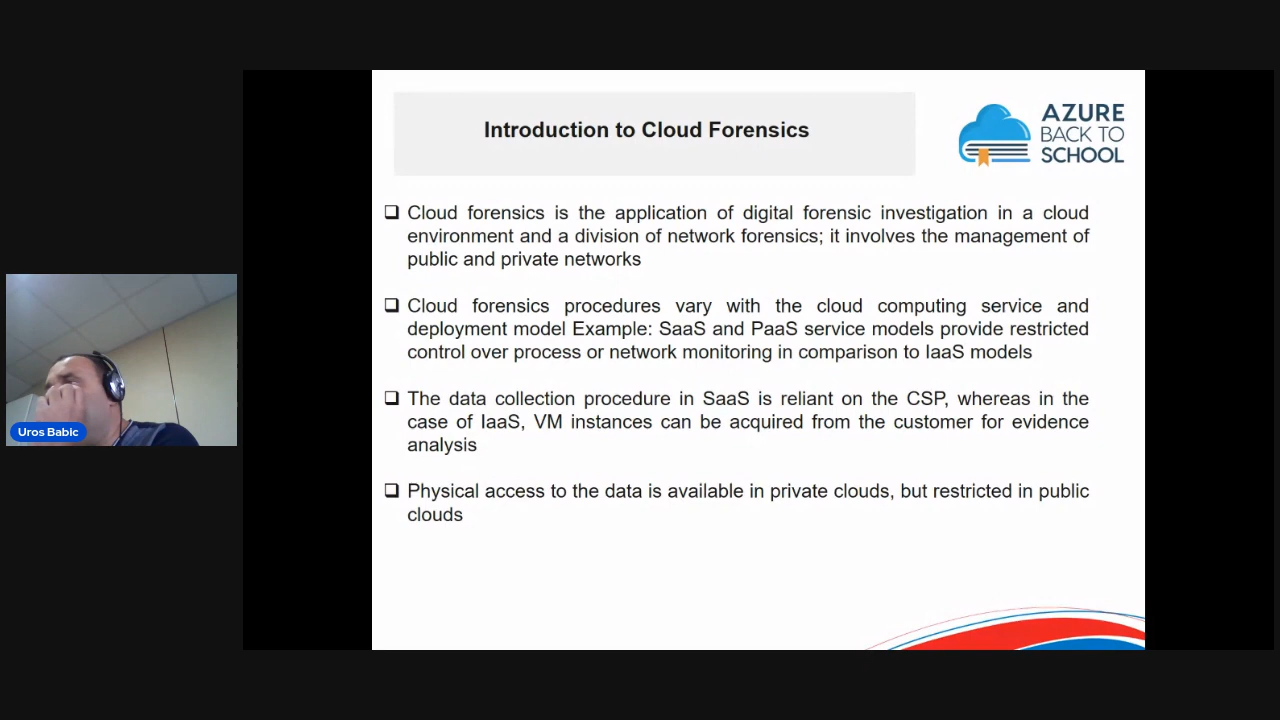 Introduction to Cloud Forensics
AZURE
BACK TO
SCHOOL
Cloud forensics is the application of digital forensic investigation in a cloud
environment and a division of network forensics; it involves the management of
public and private networks
Cloud forensics procedures vary with the cloud computing service and
deployment model Example: SaaS and PaaS service models provide restricted
control over process or network monitoring in comparison to IaaS models
The data collection procedure in SaaS is reliant on the CSP, whereas in the
case of IaaS, VM instances can be acquired from the customer for evidence
analysis
Physical access to the data is available in private clouds, but restricted in public
clouds
Uros Babic